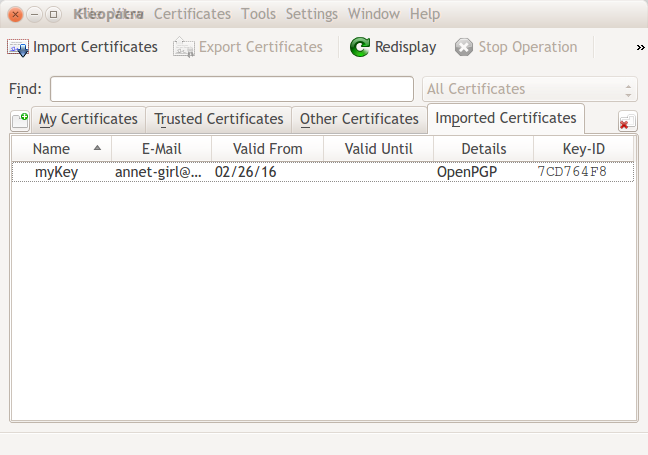 Kleopatra Certificates Tools Settings Window Help
Import Certificates Export Certificates Redisplay Stop Operation »
Find: All Certificates
My Certificates Trusted Certificates Other Certificates Imported Certificates
Name E-Mail Valid From Valid Until Details Key-ID
myKey annet-girl@... 02/26/16 OpenPGP 7CD764F8